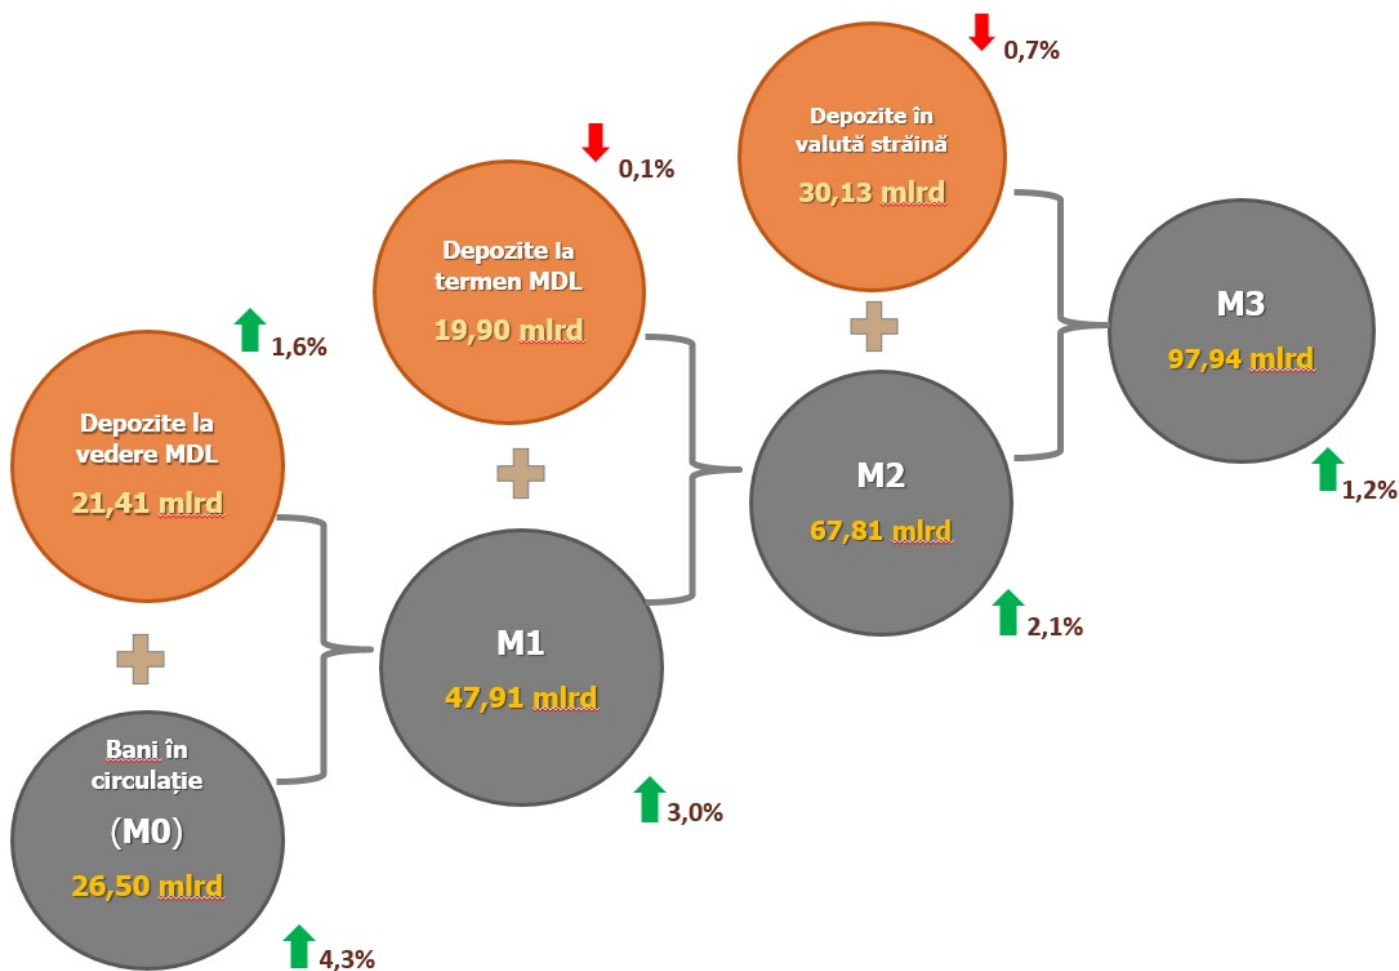 0,7%
Depozite în
valută străină
30,13 mlrd
0,1%
Depozite la
termen MDL
19,90 mlrd
M3
97,94 mlrd
1,2%
1,6%
Depozite la
vedere MDL
21,41 mlrd
M2
67,81 mlrd
2,1%
M1
47,91 mlrd
3,0%
Bani în
circulație
(M0)
26,50 mlrd
4,3%